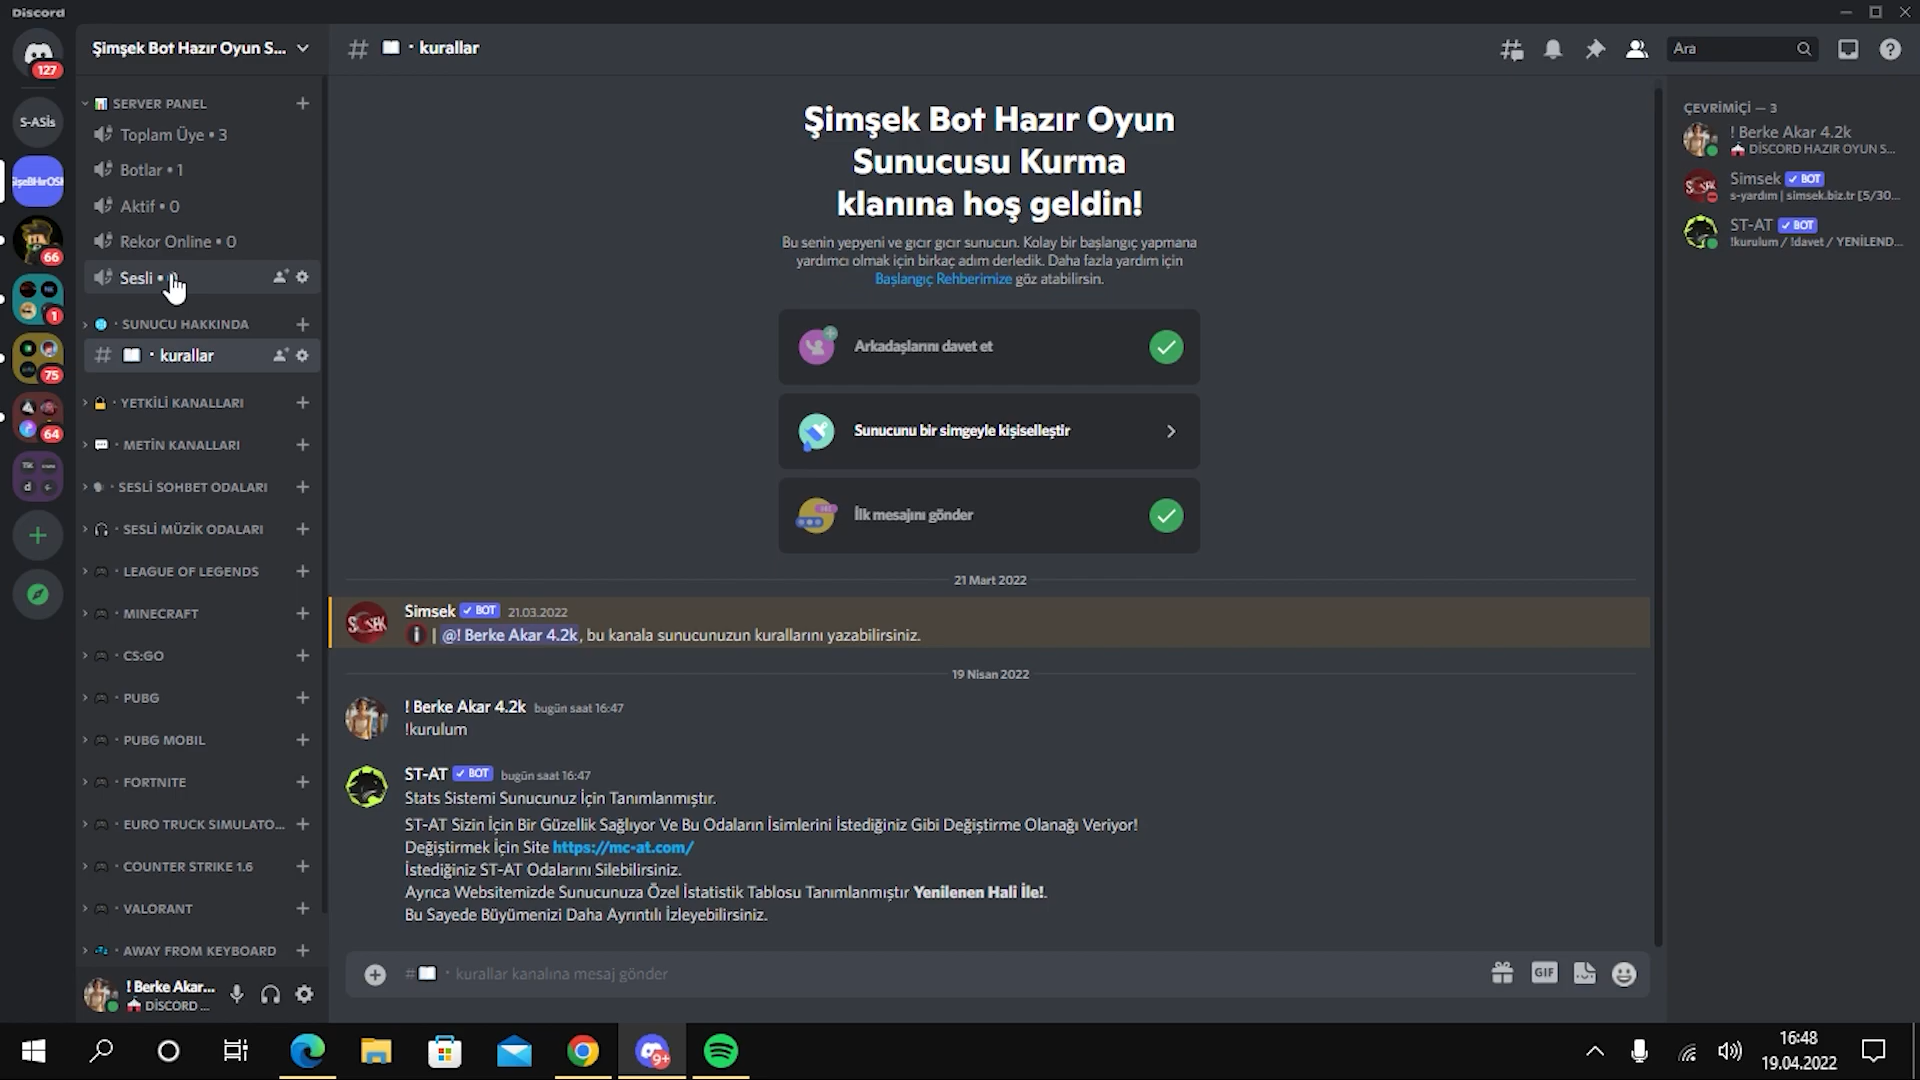 Discord
127
S-ASis
66
1
75
64
Şimşek Bot Hazır Oyun S...
SERVER PANEL
Toplam Üye • 3
Botlar • 1
Aktif • 0
Rekor Online • 0
Sesli •
· SUNUCU HAKKINDA
# · kurallar
· YETKİLİ KANALLARI
· METİN KANALLARI
· SESLİ SOHBET ODALARI
· SESLİ MÜZİK ODALARI
· LEAGUE OF LEGENDS
· MINECRAFT
· CS:GO
· PUBG
· PUBG MOBIL
· FORTNITE
· EURO TRUCK SIMULATO...
· COUNTER STRIKE 1.6
· VALORANT
· AWAY FROM KEYBOARD
! Berke Akar...
DİSCORD ...
# · kurallar
Ara
Şimşek Bot Hazır Oyun
Sunucusu Kurma
klanına hoş geldin!
Bu senin yepyeni ve gıcır gıcır sunucun. Kolay bir başlangıç yapmana
yardımcı olmak için birkaç adım derledik. Daha fazla yardım için
Başlangıç Rehberimize göz atabilirsin.
Arkadaşlarını davet et
Sunucunu bir simgeyle kişiselleştir
İlk mesajını gönder
21 Mart 2022
Simsek BOT 21.03.2022
| @! Berke Akar 4.2k, bu kanala sunucunuzun kurallarını yazabilirsiniz.
19 Nisan 2022
! Berke Akar 4.2k bugün saat 16:47
!kurulum
ST-AT BOT bugün saat 16:47
Stats Sistemi Sunucunuz İçin Tanımlanmıştır.
ST-AT Sizin İçin Bir Güzellik Sağlıyor Ve Bu Odaların İsimlerini İstediğiniz Gibi Değiştirme Olanağı Veriyor!
Değiştirmek İçin Site https://mc-at.com/
İstediğiniz ST-AT Odalarını Silebilirsiniz.
Ayrıca Websitemizde Sunucunuza Özel İstatistik Tablosu Tanımlanmıştır Yenilenen Hali İle!.
Bu Sayede Büyümenizi Daha Ayrıntılı İzleyebilirsiniz.
# · kurallar kanalına mesaj gönder
GIF
ÇEVRİMİÇİ — 3
! Berke Akar 4.2k
DİSCORD HAZIR OYUN S...
Simsek BOT
s-yardım | simsek.biz.tr [5/30...
ST-AT BOT
!kurulum / !davet / YENİLEND...
9+
16:48
19.04.2022